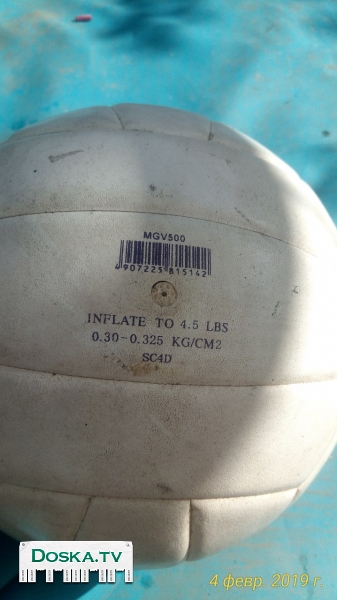 MGV500
4907225 815142
INFLATE TO 4.5 LBS
0.30-0.325 KG/CM2
SC4D
DOSKA.TV
4 февр. 2019 г.